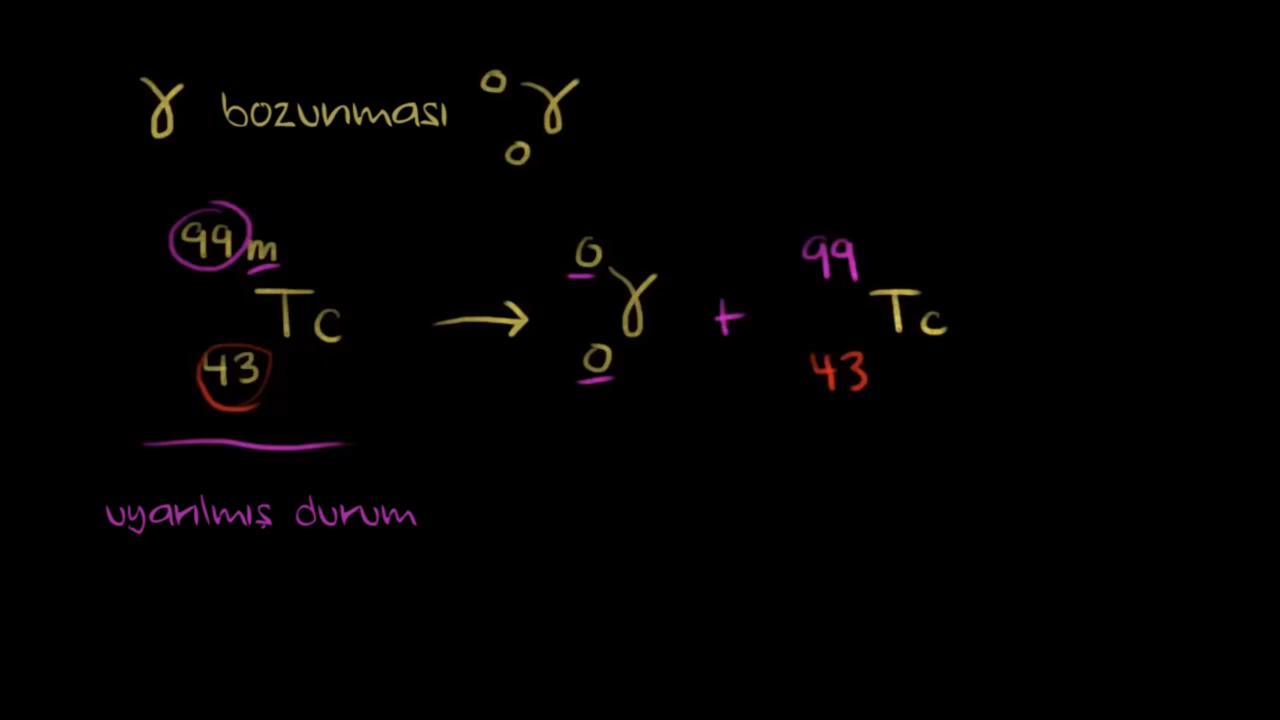 γ bozunması ⁰₀γ
⁹⁹ᵐ₄₃Tc → ⁰₀γ + ⁹⁹₄₃Tc
uyarılmış durum